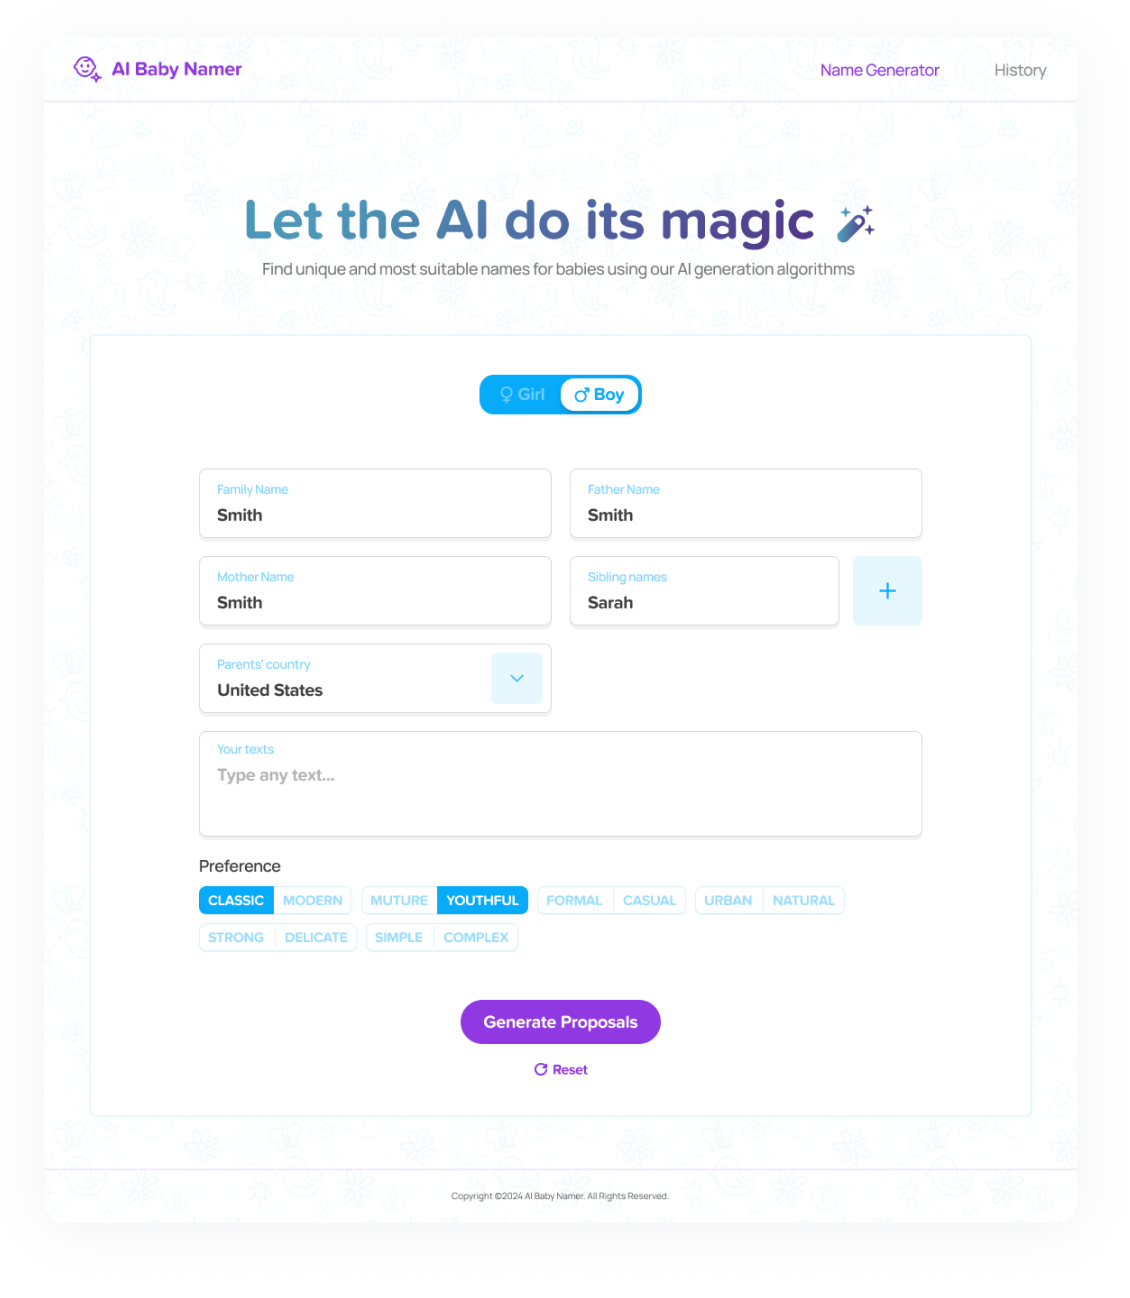 AI Baby Namer
Name Generator
History
Let the AI do its magic
Find unique and most suitable names for babies using our AI generation algorithms
Girl
Boy
Family Name
Smith
Father Name
Smith
Mother Name
Smith
Sibling names
Sarah
+
Parents' country
United States
Your texts
Type any text...
Preference
CLASSIC MODERN MUTURE YOUTHFUL FORMAL CASUAL URBAN NATURAL
STRONG DELICATE SIMPLE COMPLEX
Generate Proposals
Reset
Copyright ©2024 AI Baby Namer. All Rights Reserved.